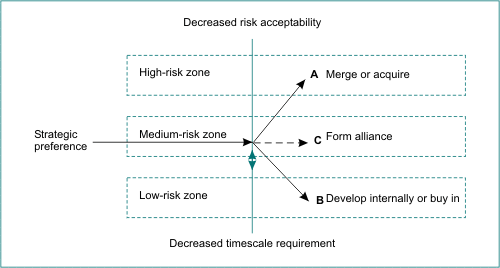 Decreased risk acceptability
High-risk zone
A Merge or acquire
Strategic
preference
Medium-risk zone
C Form alliance
Low-risk zone
B Develop internally or buy in
Decreased timescale requirement